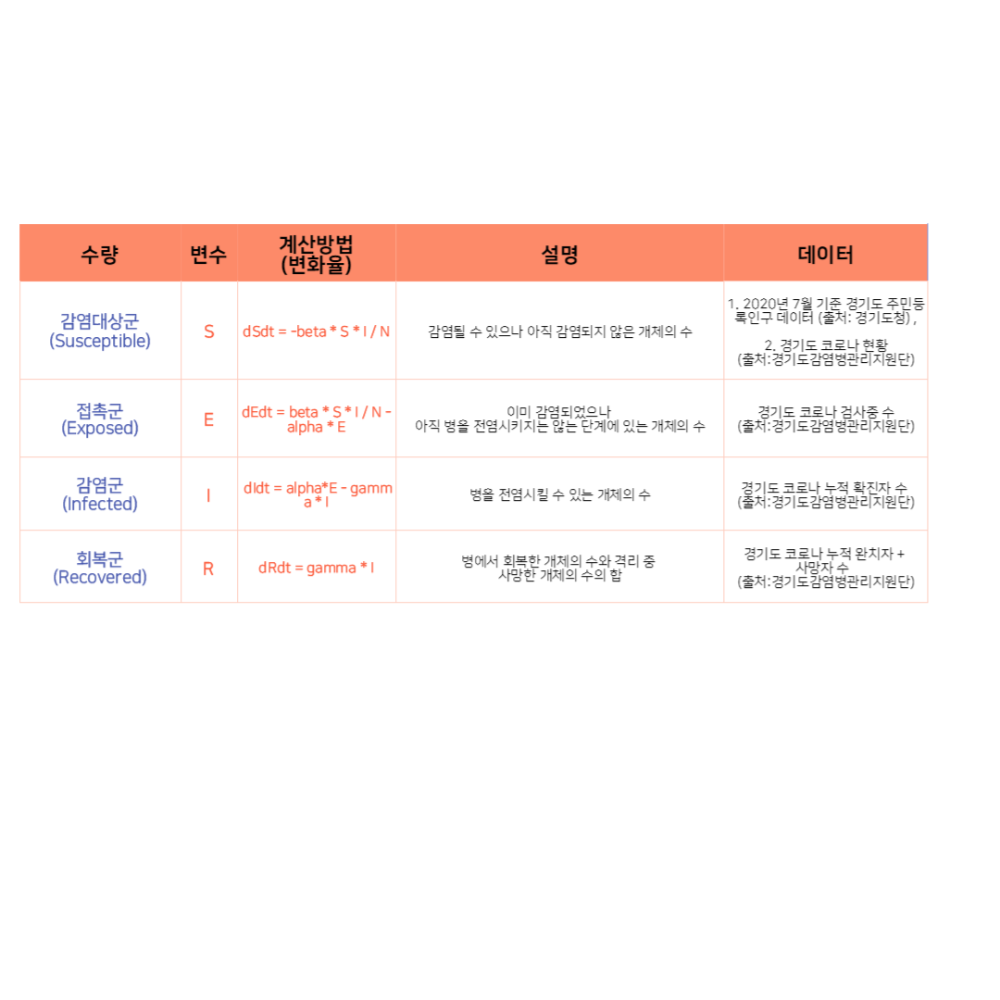 수량
변수
계산방법
(변화율)
설명
데이터
감염대상군
(Susceptible)
S
dSdt = -beta * S * I / N
감염될 수 있으나 아직 감염되지 않은 개체의 수
1. 2020년 7월 기준 경기도 주민등
록인구 데이터 (출처: 경기도청) ,
2. 경기도 코로나 현황
(출처:경기도감염병관리지원단)
접촉군
(Exposed)
E
dEdt = beta * S * I / N -
alpha * E
이미 감염되었으나
아직 병을 전염시키지는 않는 단계에 있는 개체의 수
경기도 코로나 검사중 수
(출처:경기도감염병관리지원단)
감염군
(Infected)
I
dIdt = alpha*E - gamm
a * I
병을 전염시킬 수 있는 개체의 수
경기도 코로나 누적 확진자 수
(출처:경기도감염병관리지원단)
회복군
(Recovered)
R
dRdt = gamma * I
병에서 회복한 개체의 수와 격리 중
사망한 개체의 수의 합
경기도 코로나 누적 완치자 +
사망자 수
(출처:경기도감염병관리지원단)